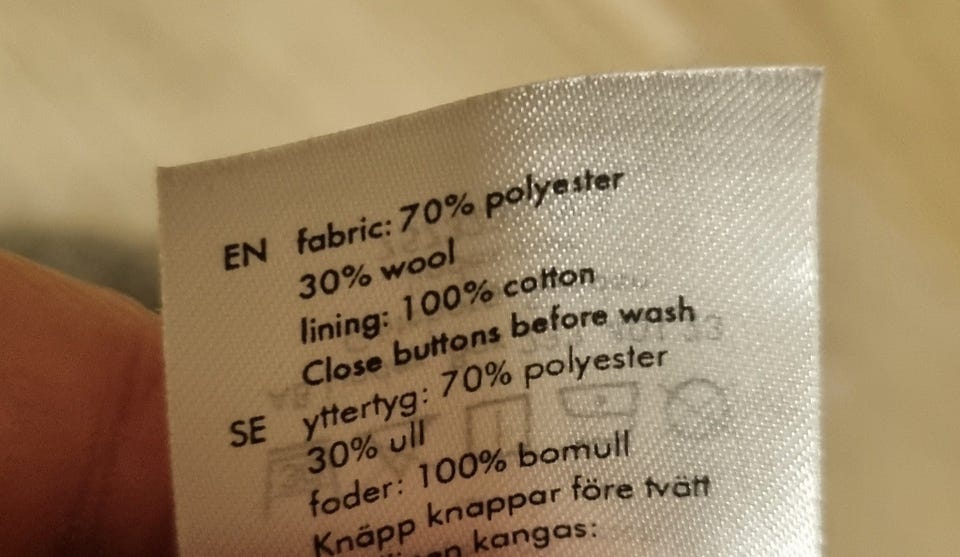 EN fabric: 70% polyester
30% wool
lining: 100% cotton
Close buttons before wash
SE yttertyg: 70% polyester
30% ull
foder: 100% bomull
Knäpp knappar före tvätt
kangas: